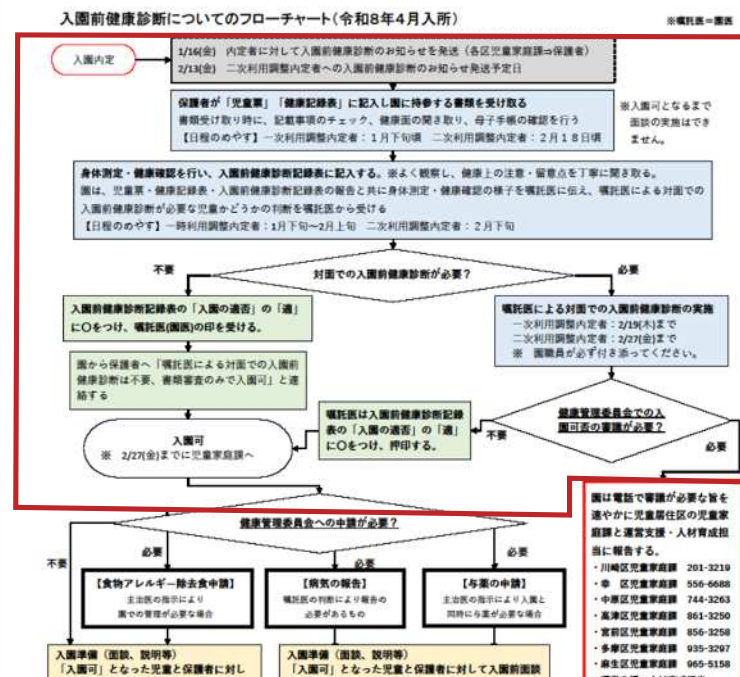 入園前健康診断についてのフローチャート(令和8年4月入所)
※嘱託医=園医
入園内定
1/16(金) 内定者に対して入園前健康診断のお知らせを発送(各区児童家庭課⇒保護者)
2/13(金) 二次利用調整内定者への入園前健康診断のお知らせ発送予定日
保護者が「児童票」「健康記録表」に記入し園に持参する書類を受け取る
書類受け取り時に、記載事項のチェック、健康面の聞き取り、母子手帳の確認を行う
【日程のめやす】一次利用調整内定者:1月下旬頃 二次利用調整内定者:2月18日頃
※入園可となるまで
面談の実施はでき
ません。
身体測定・健康確認を行い、入園前健康診断記録表に記入する。※よく観察し、健康上の注意・留意点を丁寧に聞き取る。
園は、児童票・健康記録表・入園前健康診断記録表の報告と共に身体測定・健康確認の様子を嘱託医に伝え、嘱託医による対面での
入園前健康診断が必要な児童かどうかの判断を嘱託医から受ける
【日程のめやす】一時利用調整内定者:1月下旬~2月上旬 二次利用調整内定者:2月下旬
不要
対面での入園前健康診断が必要?
必要
入園前健康診断記録表の「入園の適否」の「適」
に〇をつけ、嘱託医(園医)の印を受ける。
嘱託医による対面での入園前健康診断の実施
一次利用調整内定者:2/19(木)まで
二次利用調整内定者:2/27(金)まで
※ 園職員が必ず付き添ってください。
園から保護者へ「嘱託医による対面での入園前
健康診断は不要、書類審査のみで入園可」と連
絡する
嘱託医は入園前健康診断記録
表の「入園の適否」の「適」
に〇をつけ、押印する。
不要
健康管理委員会での入
園可否の審議が必要?
必要
入園可
※ 2/27(金)までに児童家庭課へ
健康管理委員会への申請が必要?
不要
必要
必要
必要
【食物アレルギー除去食申請】
主治医の指示により
園での管理が必要な場合
【病気の報告】
嘱託医の判断により報告の
必要があるもの
【与薬の申請】
主治医の指示により入園と
同時に与薬が必要な場合
園は電話で審議が必要な旨を
速やかに児童居住区の児童家
庭課と運営支援・人材育成担
当に報告する。
・川崎区児童家庭課 201-3219
・幸 区児童家庭課 556-6688
・中原区児童家庭課 744-3263
・高津区児童家庭課 861-3250
・宮前区児童家庭課 856-3258
・多摩区児童家庭課 935-3297
・麻生区児童家庭課 965-5158
入園準備(面談、説明等)
「入園可」となった児童と保護者に対し
入園準備(面談、説明等)
「入園可」となった児童と保護者に対して入園前面談